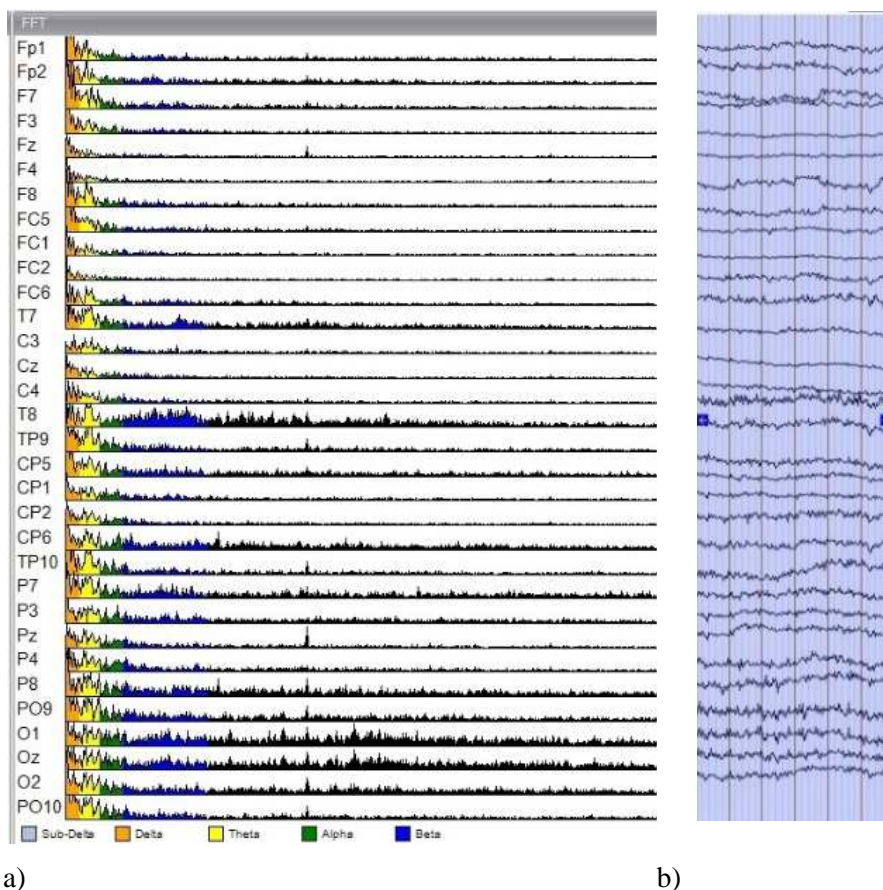 FFT
Fp1
Fp2
F7
F3
Fz
F4
F8
FC5
FC1
FC2
FC6
T7
C3
Cz
C4
T8
TP9
CP5
CP1
CP2
CP6
TP10
P7
P3
Pz
P4
P8
PO9
O1
Oz
O2
PO10
Sub-Delta Delta Theta Alpha Beta
a) b)